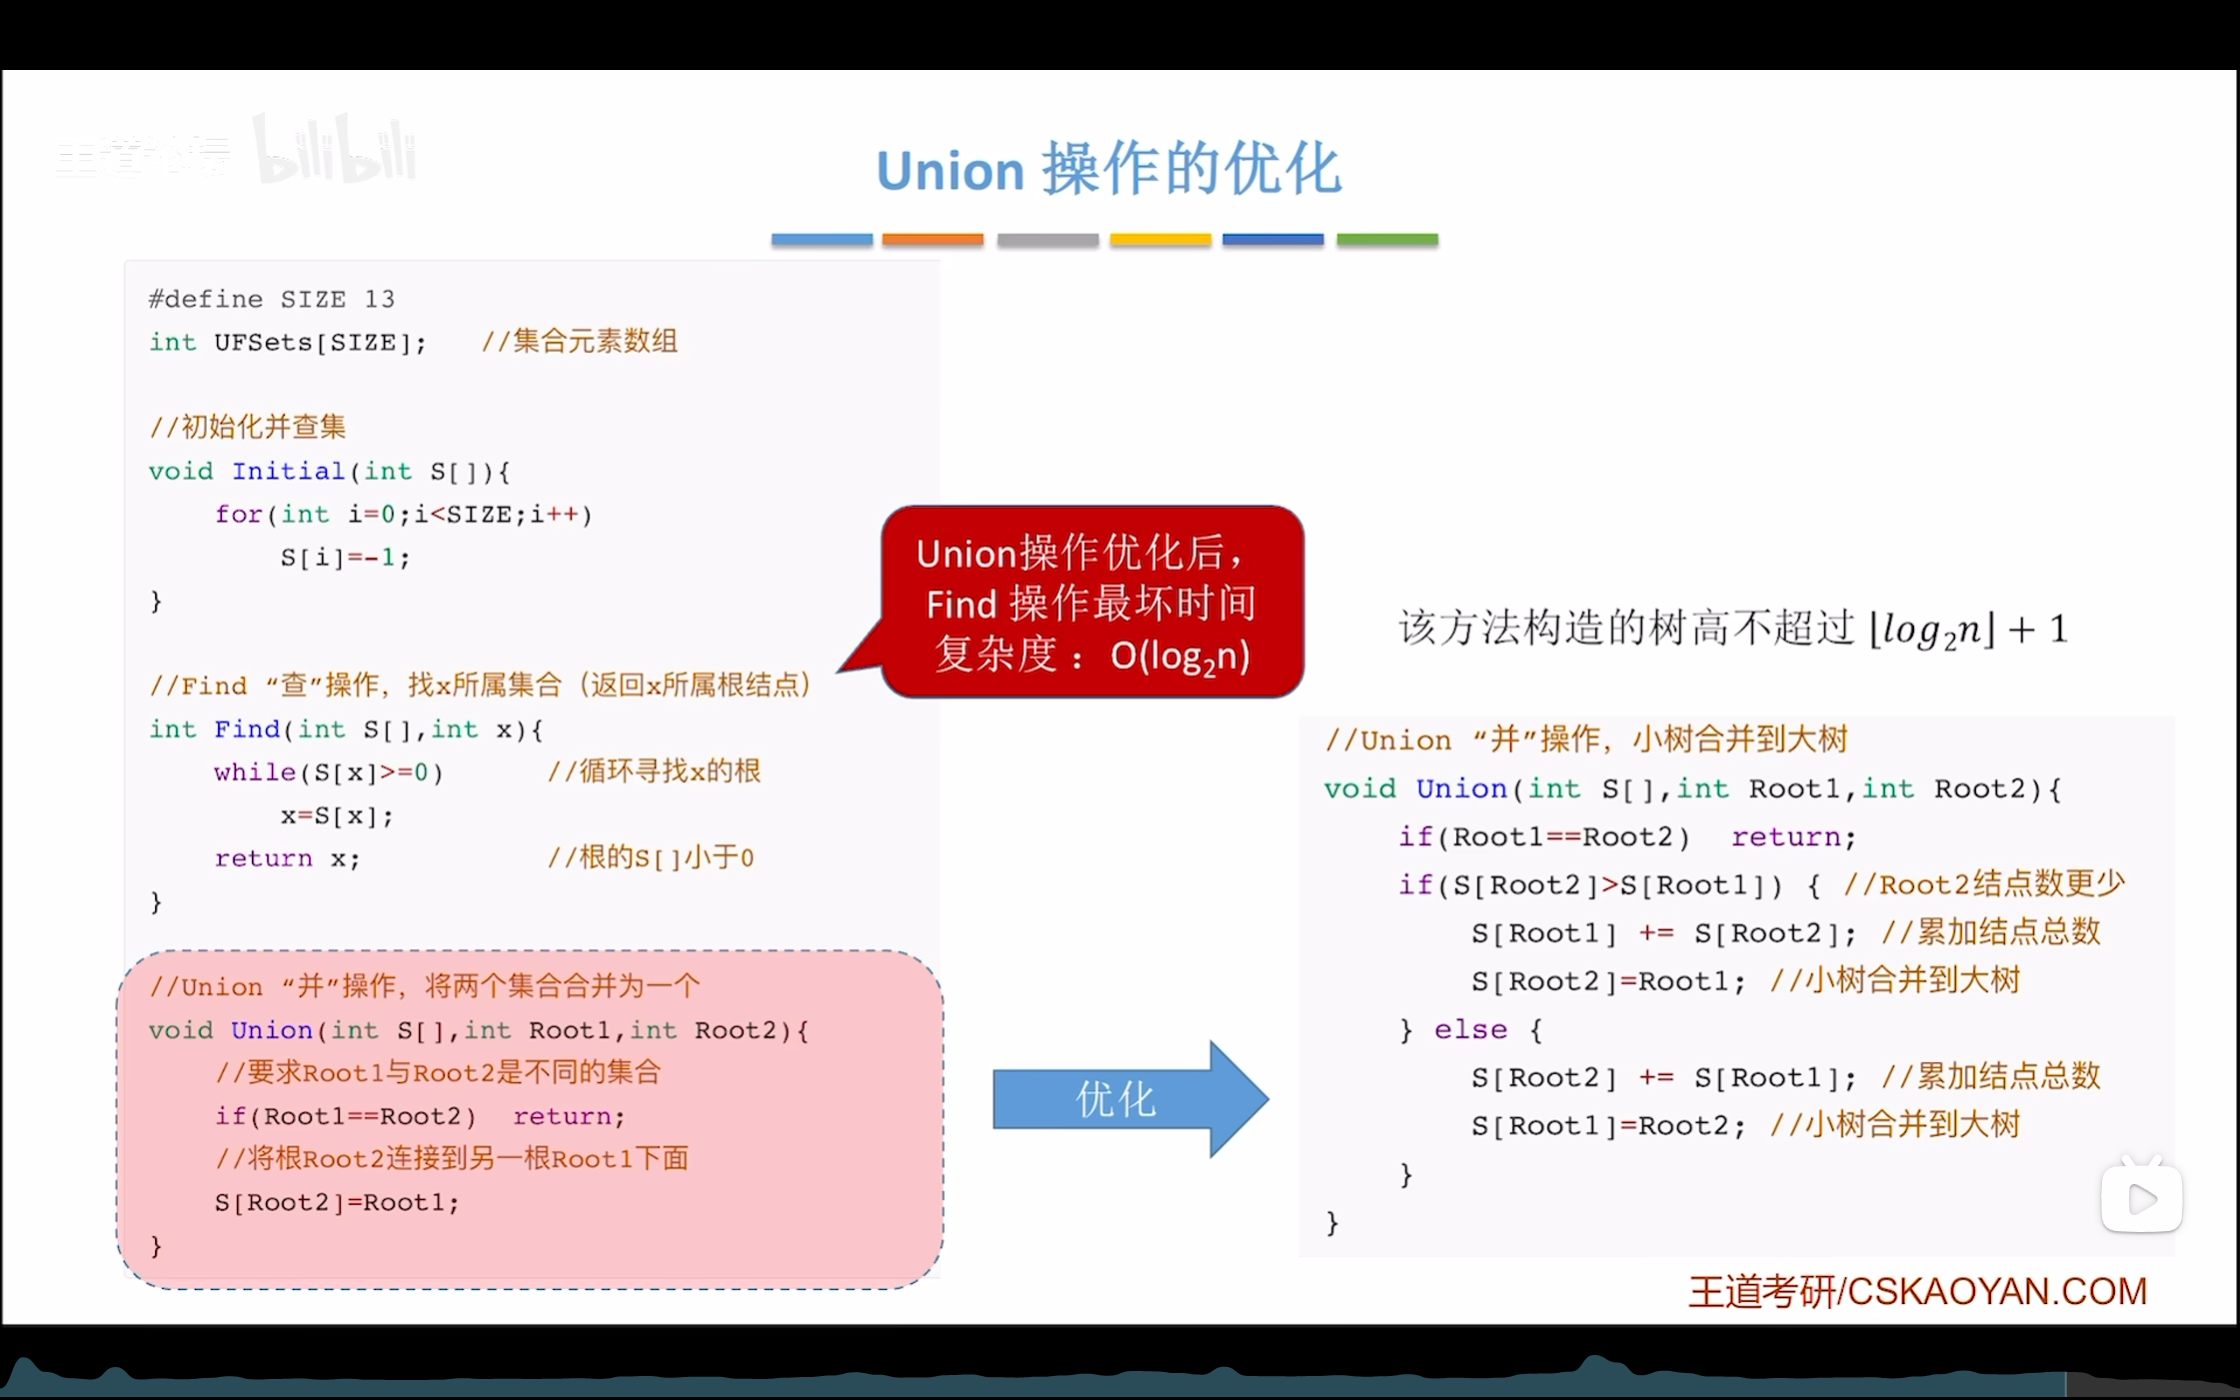 bilibili
Union 操作的优化
#define SIZE 13
int UFSets[SIZE];   //集合元素数组
//初始化并查集
void Initial(int S[]){
    for(int i=0;i<SIZE;i++)
        S[i]=-1;
}
//Find “查”操作，找x所属集合（返回x所属根结点）
int Find(int S[],int x){
    while(S[x]>=0)      //循环寻找x的根
        x=S[x];
    return x;           //根的S[]小于0
}
//Union “并”操作，将两个集合合并为一个
void Union(int S[],int Root1,int Root2){
    //要求Root1与Root2是不同的集合
    if(Root1==Root2)  return;
    //将根Root2连接到另一根Root1下面
    S[Root2]=Root1;
}
Union操作优化后，
Find 操作最坏时间
复杂度：O(log₂n)
优化
该方法构造的树高不超过 ⌊log₂n⌋ + 1
//Union “并”操作，小树合并到大树
void Union(int S[],int Root1,int Root2){
    if(Root1==Root2)  return;
    if(S[Root2]>S[Root1]) { //Root2结点数更少
        S[Root1] += S[Root2]; //累加结点总数
        S[Root2]=Root1; //小树合并到大树
    } else {
        S[Root2] += S[Root1]; //累加结点总数
        S[Root1]=Root2; //小树合并到大树
    }
}
王道考研/CSKAOYAN.COM